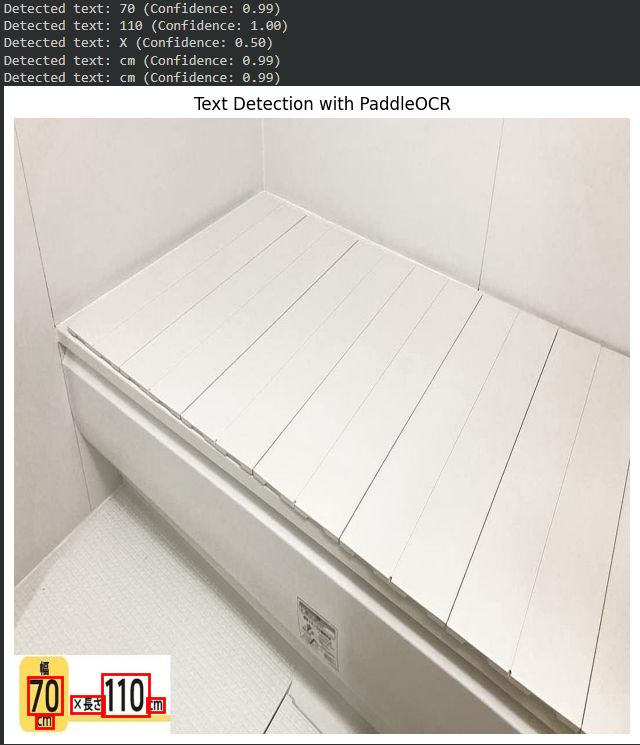 Detected text: 70 (Confidence: 0.99)
Detected text: 110 (Confidence: 1.00)
Detected text: X (Confidence: 0.50)
Detected text: cm (Confidence: 0.99)
Detected text: cm (Confidence: 0.99)
Text Detection with PaddleOCR
幅
70 ×長さ 110 cm
cm